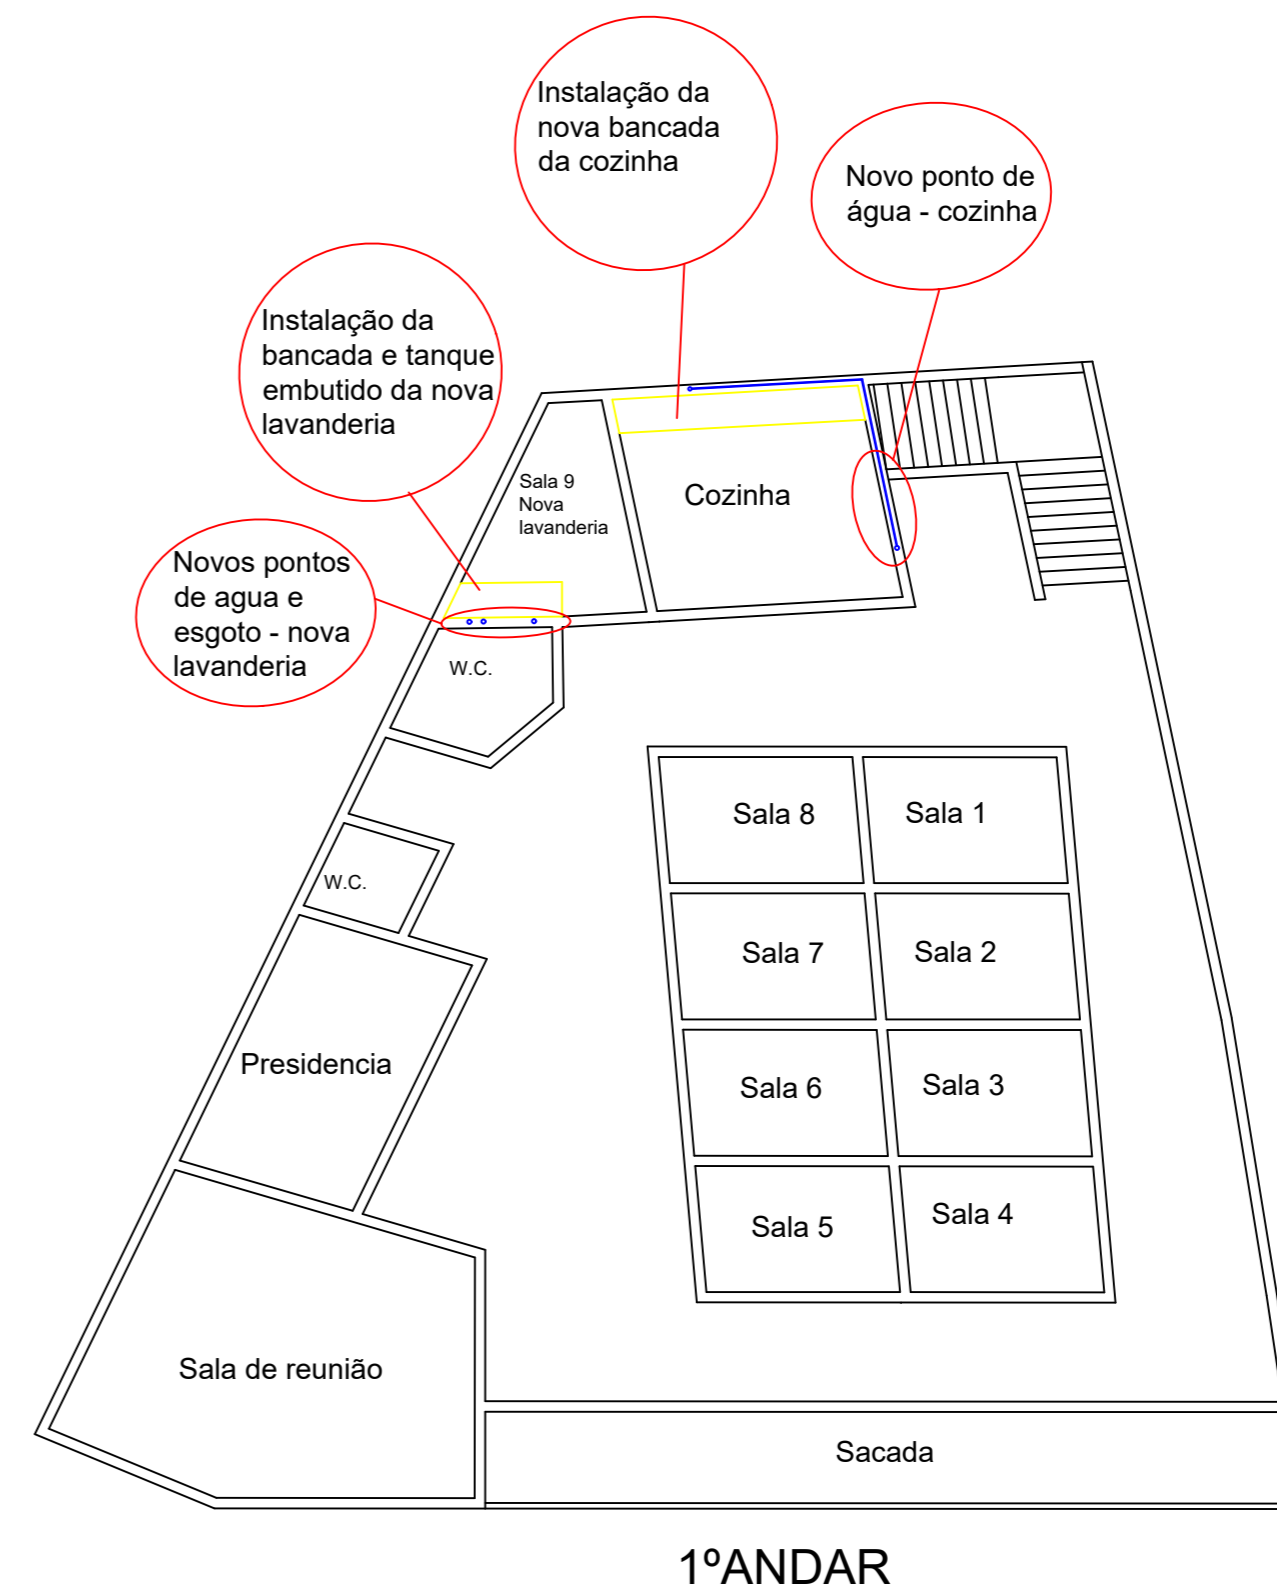 Instalação da
nova bancada
da cozinha
Novo ponto de
água - cozinha
Instalação da
bancada e tanque
embutido da nova
lavanderia
Sala 9
Nova
lavanderia
Cozinha
Novos pontos
de agua e
esgoto - nova
lavanderia
W.C.
Sala 8
Sala 1
W.C.
Sala 7
Sala 2
Presidencia
Sala 6
Sala 3
Sala 5
Sala 4
Sala de reunião
Sacada
1ºANDAR